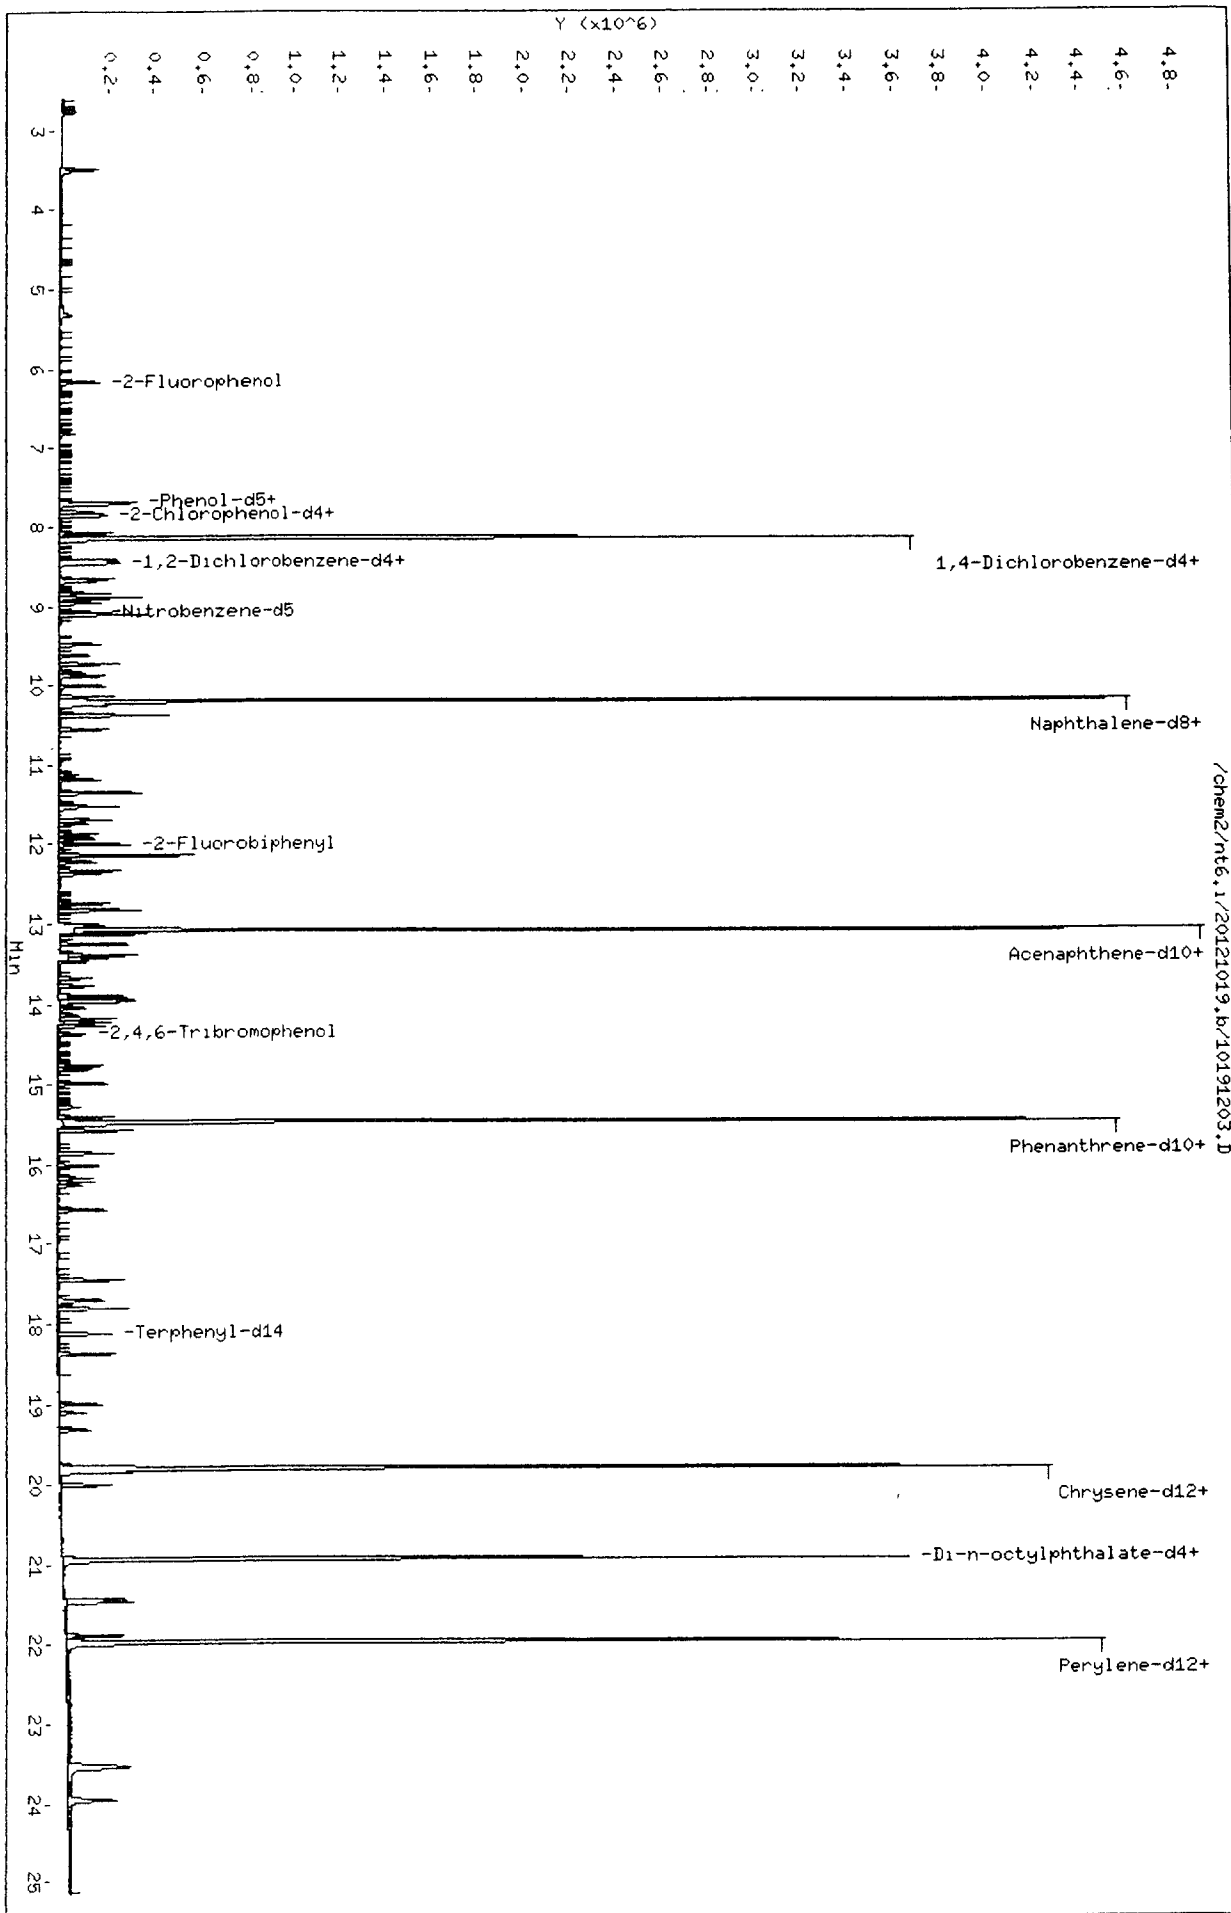 /chem2/nt6.i/20121019.b/10191203.D
Y (x10^6)
4.8-
4.6-
4.4-
4.2-
4.0-
3.8-
3.6-
3.4-
3.2-
3.0-
2.8-
2.6-
2.4-
2.2-
2.0-
1.8-
1.6-
1.4-
1.2-
1.0-
0.8-
0.6-
0.4-
0.2-
-2-Fluorophenol
-Phenol-d5+
-2-Chlorophenol-d4+
1,4-Dichlorobenzene-d4+
-1,2-Dichlorobenzene-d4+
-Nitrobenzene-d5
Naphthalene-d8+
-2-Fluorobiphenyl
Acenaphthene-d10+
-2,4,6-Tribromophenol
Phenanthrene-d10+
-Terphenyl-d14
Chrysene-d12+
-Di-n-octylphthalate-d4+
Perylene-d12+
3 4 5 6 7 8 9 10 11 12 13 14 15 16 17 18 19 20 21 22 23 24 25
Min